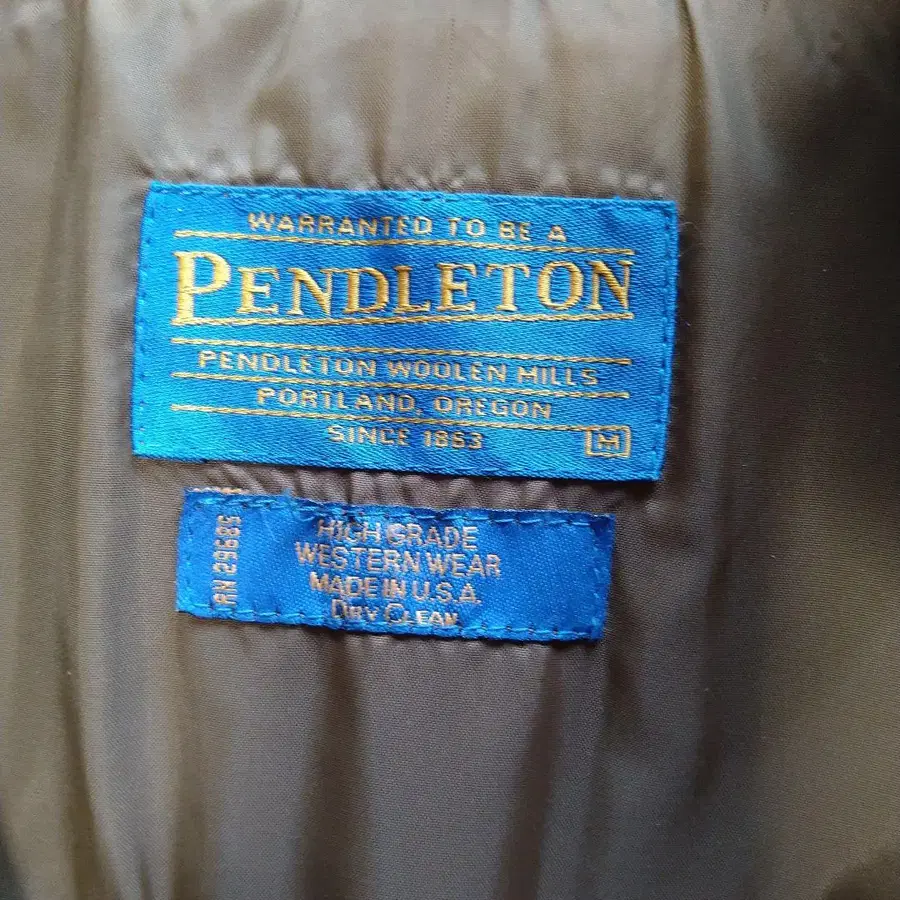 WARRANTED TO BE A
PENDLETON
PENDLETON WOOLEN MILLS
PORTLAND, OREGON
SINCE 1863
M
HIGH GRADE
WESTERN WEAR
MADE IN U.S.A.
DRY CLEAN
RN 29685